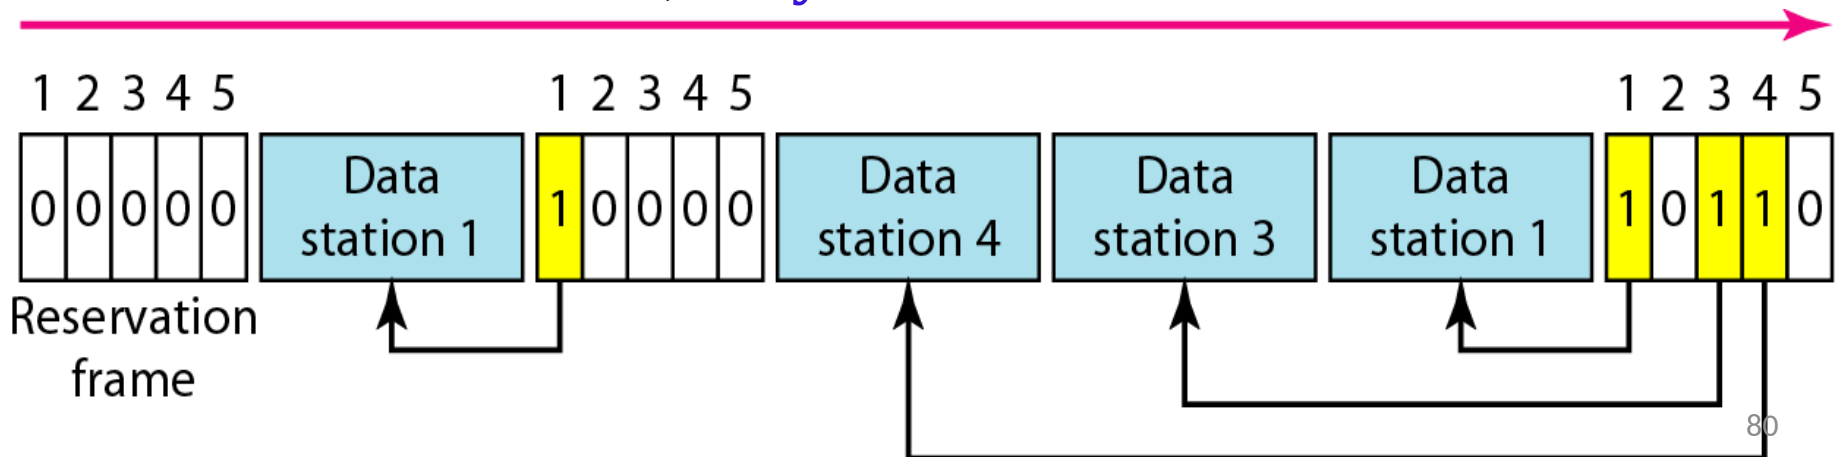 1 2 3 4 5
1 2 3 4 5
1 2 3 4 5
0 0 0 0 0
Data
station 1
1 0 0 0 0
Data
station 4
Data
station 3
Data
station 1
1 0 1 1 0
Reservation
frame
80